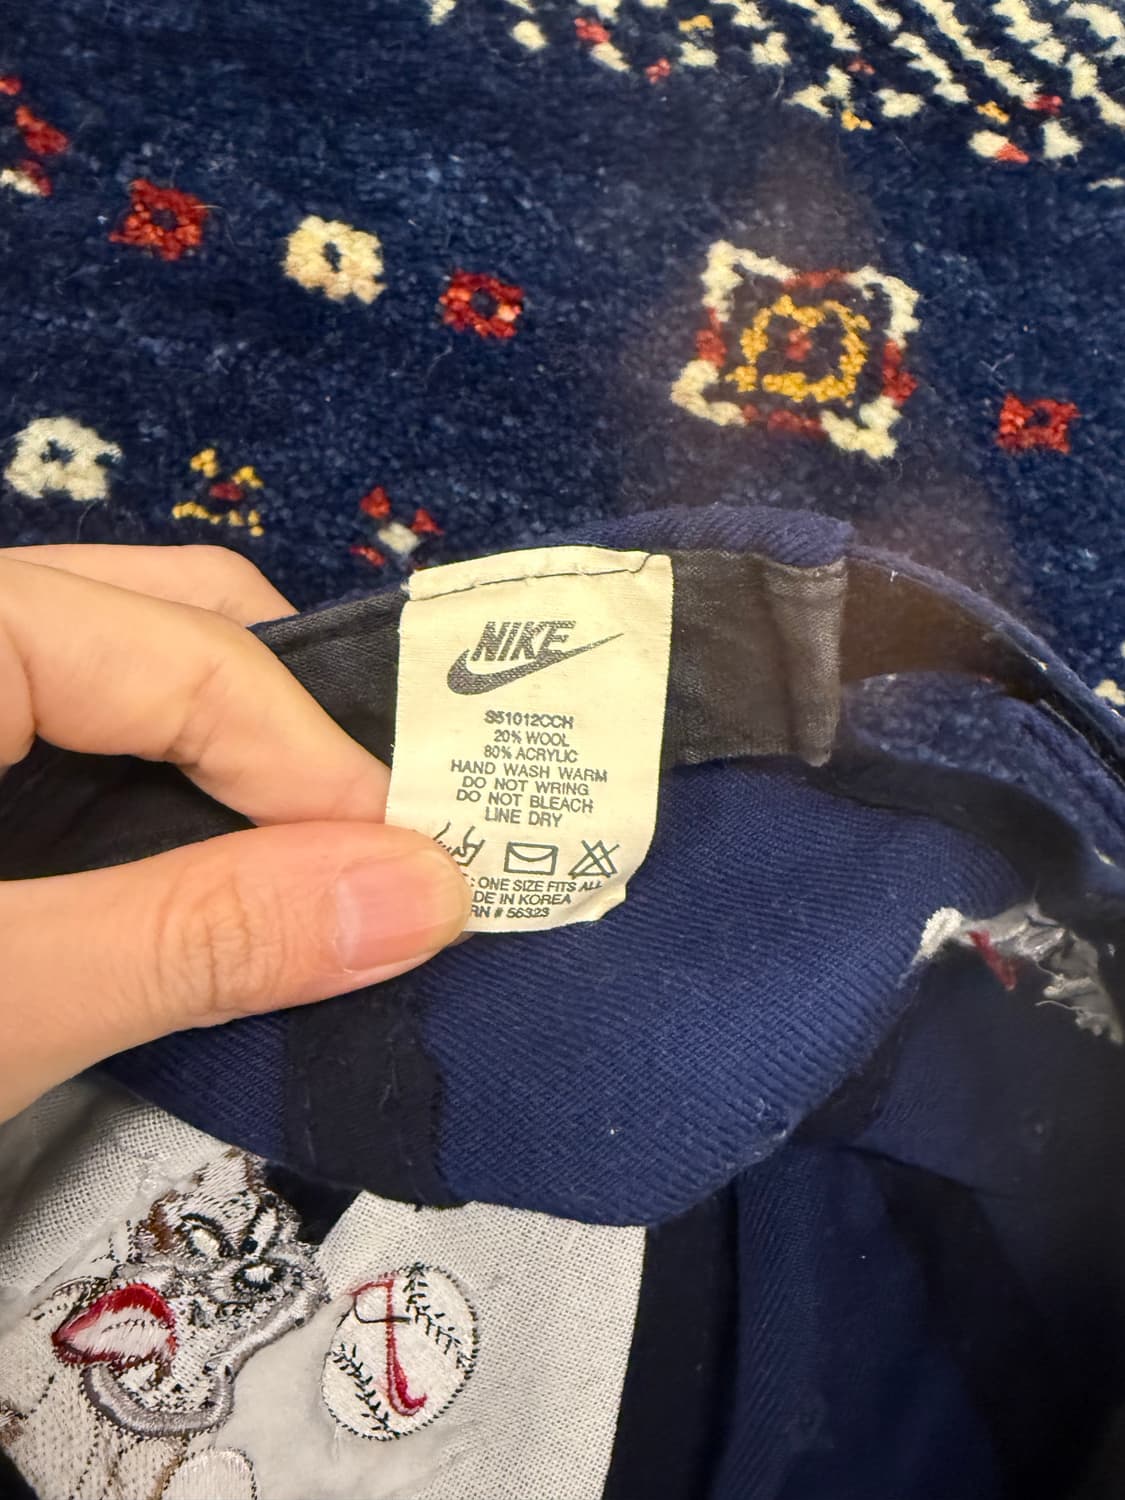 NIKE
S51012CCH
20% WOOL
80% ACRYLIC
HAND WASH WARM
DO NOT WRING
DO NOT BLEACH
LINE DRY
: ONE SIZE FITS ALL
DE IN KOREA
RN # 56323